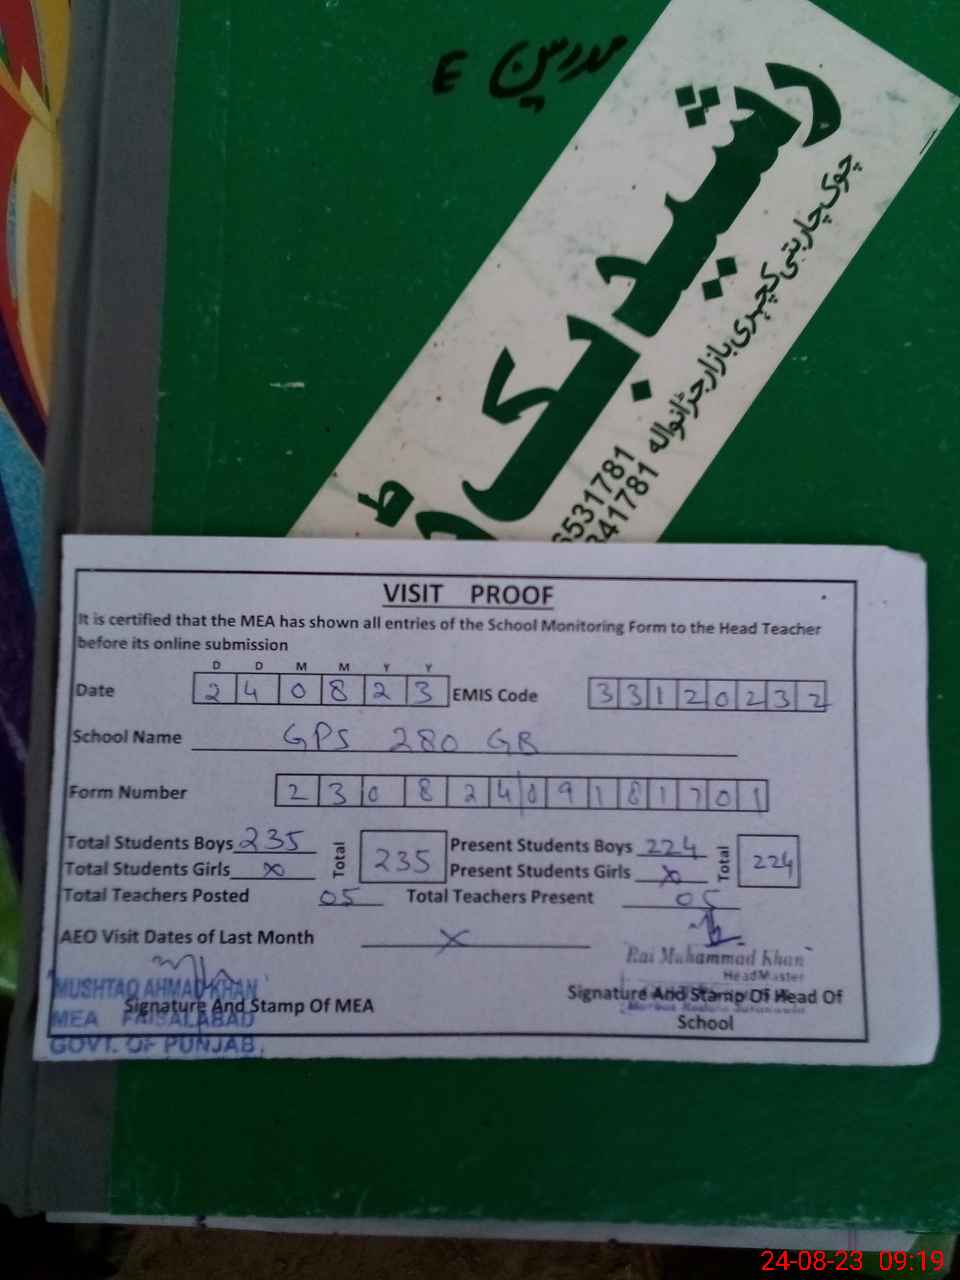 مدرسین E
رشید بک ڈ
چوک چاربتی کچہری بازار جڑانوالہ
6531781
341781
VISIT PROOF
It is certified that the MEA has shown all entries of the School Monitoring Form to the Head Teacher
before its online submission
D D M M Y Y
Date 2 4 0 8 2 3 EMIS Code 3 3 1 2 0 2 3 2
School Name GPS 280 GB
Form Number 2 3 0 8 2 4 0 9 1 8 1 7 0 1
Total Students Boys 235 Total 235 Present Students Boys 224 Total 224
Total Students Girls x Present Students Girls x
Total Teachers Posted 05 Total Teachers Present 05
AEO Visit Dates of Last Month x
Rai Muhammad Khan
HeadMaster
MUSHTAQ AHMAD KHAN
Signature And Stamp Of MEA
MEA FAISALABAD
GOVT. OF PUNJAB
Signature And Stamp Of Head Of
School
24-08-23 09:19